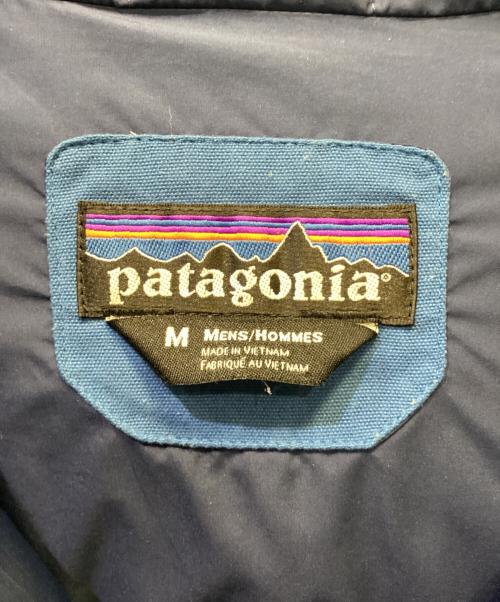 patagonia®
M MENS/HOMMES
MADE IN VIETNAM
FABRIQUÉ AU VIETNAM